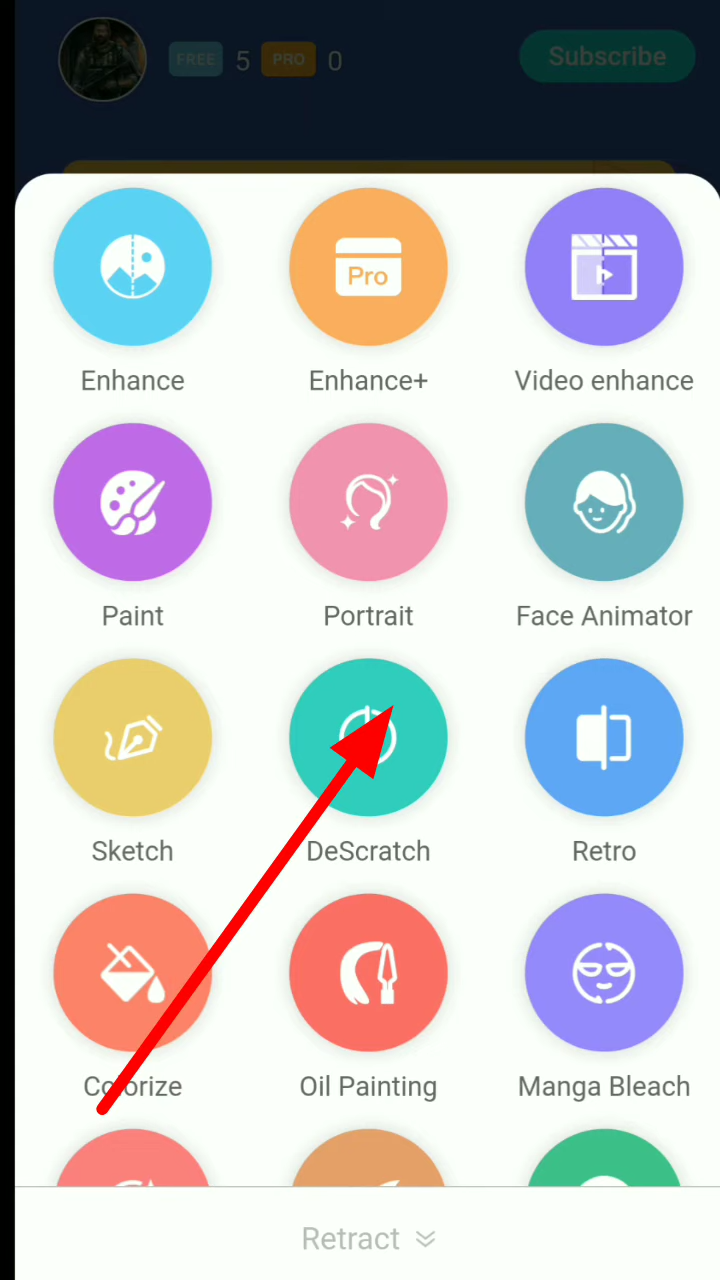 FREE 5 PRO 0 Subscribe
Pro
Enhance Enhance+ Video enhance
Paint Portrait Face Animator
Sketch DeScratch Retro
Colorize Oil Painting Manga Bleach
Retract